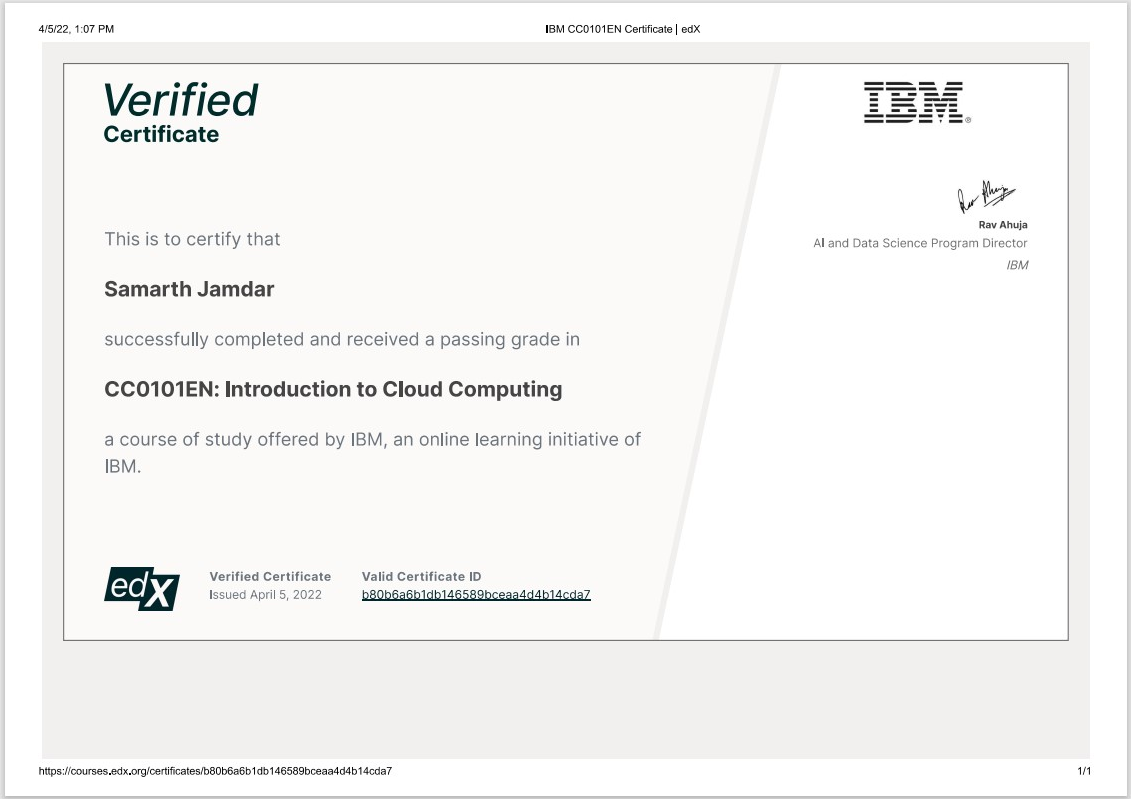 4/5/22, 1:07 PM
IBM CC0101EN Certificate | edX
Verified
Certificate
IBM®
Rav Ahuja
Rav Ahuja
AI and Data Science Program Director
IBM
This is to certify that
Samarth Jamdar
successfully completed and received a passing grade in
CC0101EN: Introduction to Cloud Computing
a course of study offered by IBM, an online learning initiative of
IBM.
edX
Verified Certificate
Issued April 5, 2022
Valid Certificate ID
b80b6a6b1db146589bceaa4d4b14cda7
https://courses.edx.org/certificates/b80b6a6b1db146589bceaa4d4b14cda7
1/1